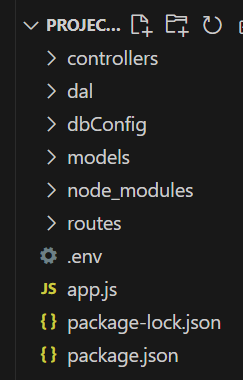 PROJEC...
controllers
dal
dbConfig
models
node_modules
routes
.env
JS app.js
{} package-lock.json
{} package.json